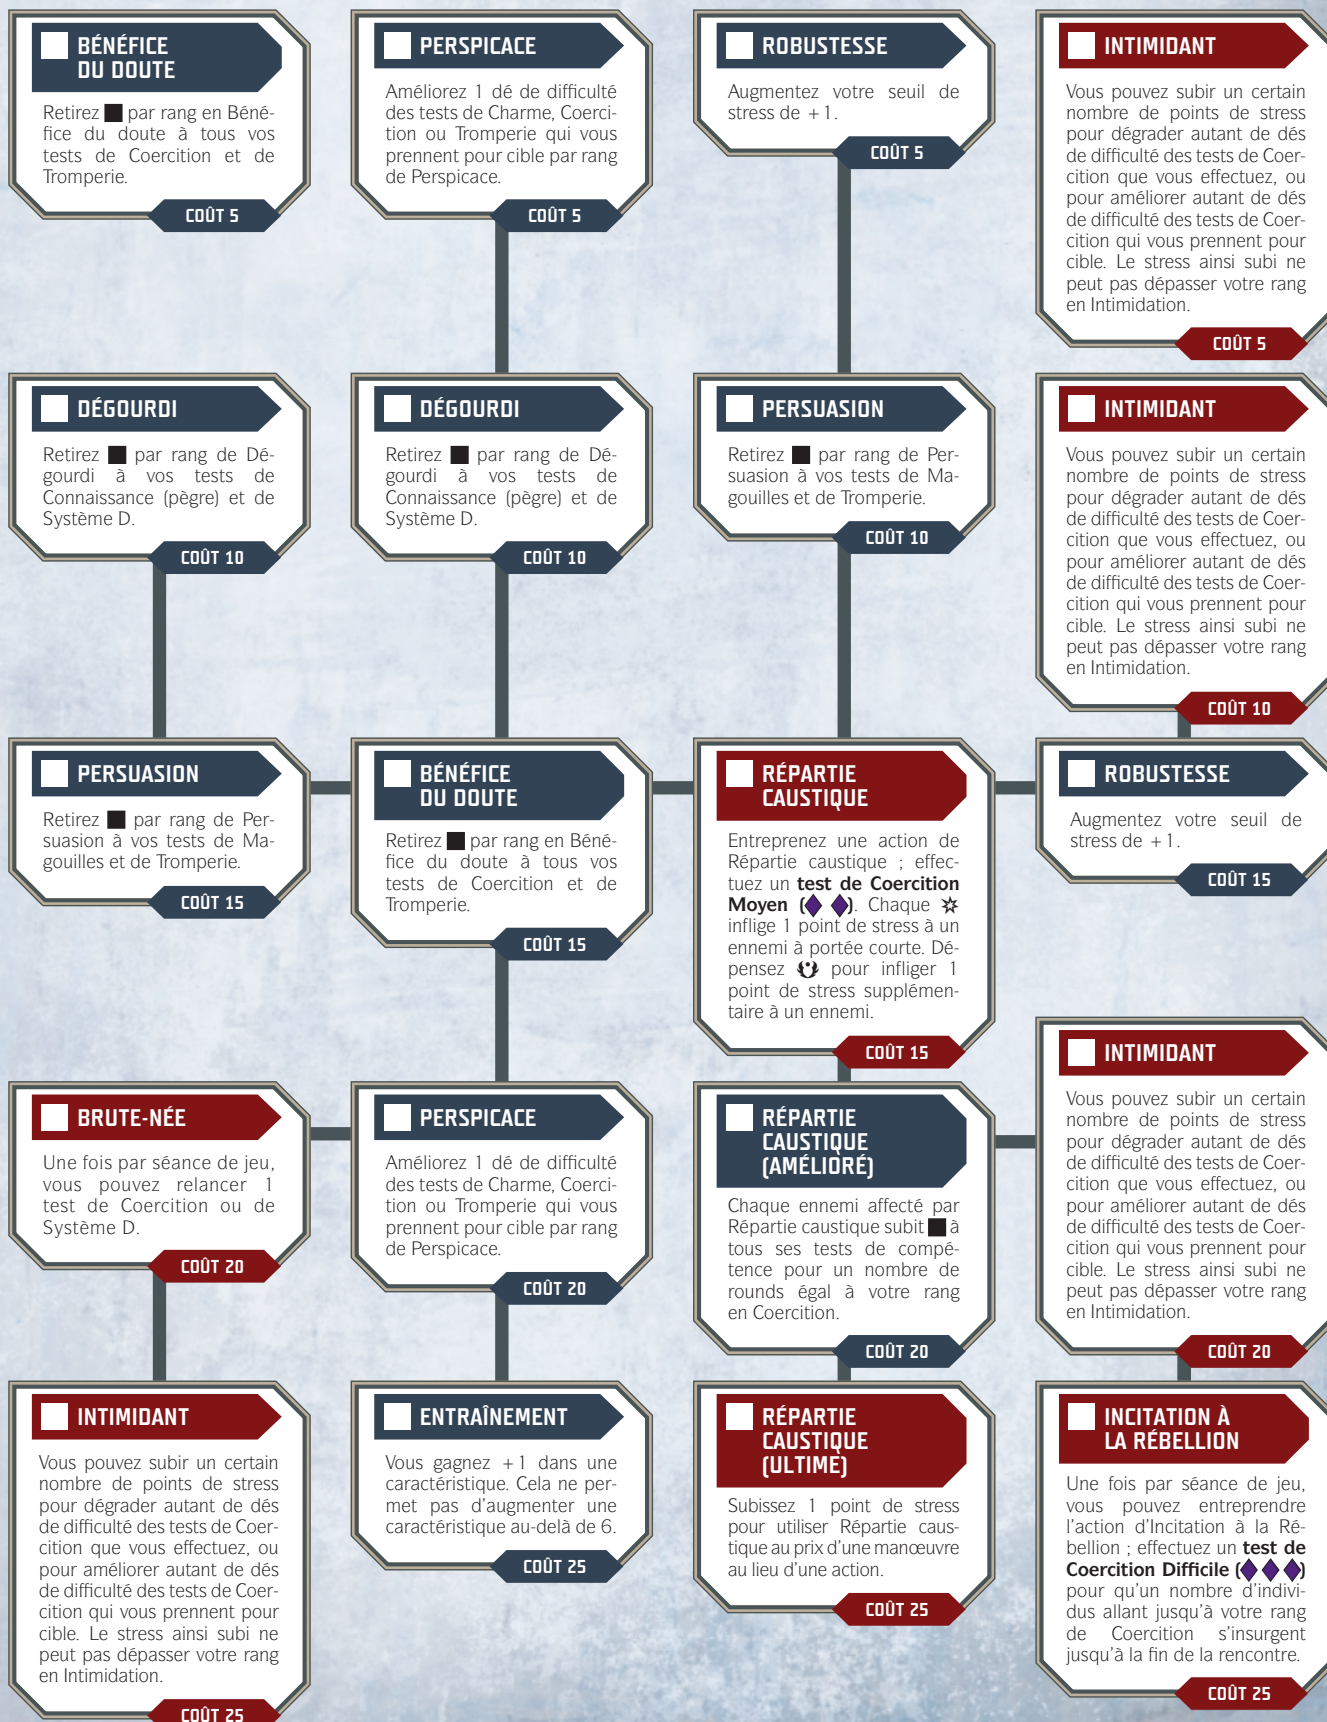 BÉNÉFICE
DU DOUTE
Retirez ■ par rang en Béné-
fice du doute à tous vos
tests de Coercition et de
Tromperie.
COÛT 5
PERSPICACE
Améliorez 1 dé de difficulté
des tests de Charme, Coerci-
tion ou Tromperie qui vous
prennent pour cible par rang
de Perspicace.
COÛT 5
ROBUSTESSE
Augmentez votre seuil de
stress de +1.
COÛT 5
INTIMIDANT
Vous pouvez subir un certain
nombre de points de stress
pour dégrader autant de dés
de difficulté des tests de Coer-
cition que vous effectuez, ou
pour améliorer autant de dés
de difficulté des tests de Coer-
cition qui vous prennent pour
cible. Le stress ainsi subi ne
peut pas dépasser votre rang
en Intimidation.
COÛT 5
DÉGOURDI
Retirez ■ par rang de Dé-
gourdi à vos tests de
Connaissance (pègre) et de
Système D.
COÛT 10
DÉGOURDI
Retirez ■ par rang de Dé-
gourdi à vos tests de
Connaissance (pègre) et de
Système D.
COÛT 10
PERSUASION
Retirez ■ par rang de Per-
suasion à vos tests de Ma-
gouilles et de Tromperie.
COÛT 10
INTIMIDANT
Vous pouvez subir un certain
nombre de points de stress
pour dégrader autant de dés
de difficulté des tests de Coer-
cition que vous effectuez, ou
pour améliorer autant de dés
de difficulté des tests de Coer-
cition qui vous prennent pour
cible. Le stress ainsi subi ne
peut pas dépasser votre rang
en Intimidation.
COÛT 10
PERSUASION
Retirez ■ par rang de Per-
suasion à vos tests de Ma-
gouilles et de Tromperie.
COÛT 15
BÉNÉFICE
DU DOUTE
Retirez ■ par rang en Béné-
fice du doute à tous vos
tests de Coercition et de
Tromperie.
COÛT 15
RÉPARTIE
CAUSTIQUE
Entreprenez une action de
Répartie caustique ; effec-
tuez un test de Coercition
Moyen (◆ ◆). Chaque
inflige 1 point de stress à un
ennemi à portée courte. Dé-
pensez pour infliger 1
point de stress supplémen-
taire à un ennemi.
COÛT 15
ROBUSTESSE
Augmentez votre seuil de
stress de +1.
COÛT 15
BRUTE-NÉE
Une fois par séance de jeu,
vous pouvez relancer 1
test de Coercition ou de
Système D.
COÛT 20
PERSPICACE
Améliorez 1 dé de difficulté
des tests de Charme, Coerci-
tion ou Tromperie qui vous
prennent pour cible par rang
de Perspicace.
COÛT 20
RÉPARTIE
CAUSTIQUE
(AMÉLIORÉ)
Chaque ennemi affecté par
Répartie caustique subit ■ à
tous ses tests de compé-
tence pour un nombre de
rounds égal à votre rang
en Coercition.
COÛT 20
INTIMIDANT
Vous pouvez subir un certain
nombre de points de stress
pour dégrader autant de dés
de difficulté des tests de Coer-
cition que vous effectuez, ou
pour améliorer autant de dés
de difficulté des tests de Coer-
cition qui vous prennent pour
cible. Le stress ainsi subi ne
peut pas dépasser votre rang
en Intimidation.
COÛT 20
INTIMIDANT
Vous pouvez subir un certain
nombre de points de stress
pour dégrader autant de dés
de difficulté des tests de Coer-
cition que vous effectuez, ou
pour améliorer autant de dés
de difficulté des tests de Coer-
cition qui vous prennent pour
cible. Le stress ainsi subi ne
peut pas dépasser votre rang
en Intimidation.
COÛT 25
ENTRAÎNEMENT
Vous gagnez +1 dans une
caractéristique. Cela ne per-
met pas d'augmenter une
caractéristique au-delà de 6.
COÛT 25
RÉPARTIE
CAUSTIQUE
(ULTIME)
Subissez 1 point de stress
pour utiliser Répartie caus-
tique au prix d'une manœuvre
au lieu d'une action.
COÛT 25
INCITATION À
LA RÉBELLION
Une fois par séance de jeu,
vous pouvez entreprendre
l'action d'Incitation à la Ré-
bellion ; effectuez un test de
Coercition Difficile (◆ ◆ ◆)
pour qu'un nombre d'indivi-
dus allant jusqu'à votre rang
de Coercition s'insurgent
jusqu'à la fin de la rencontre.
COÛT 25